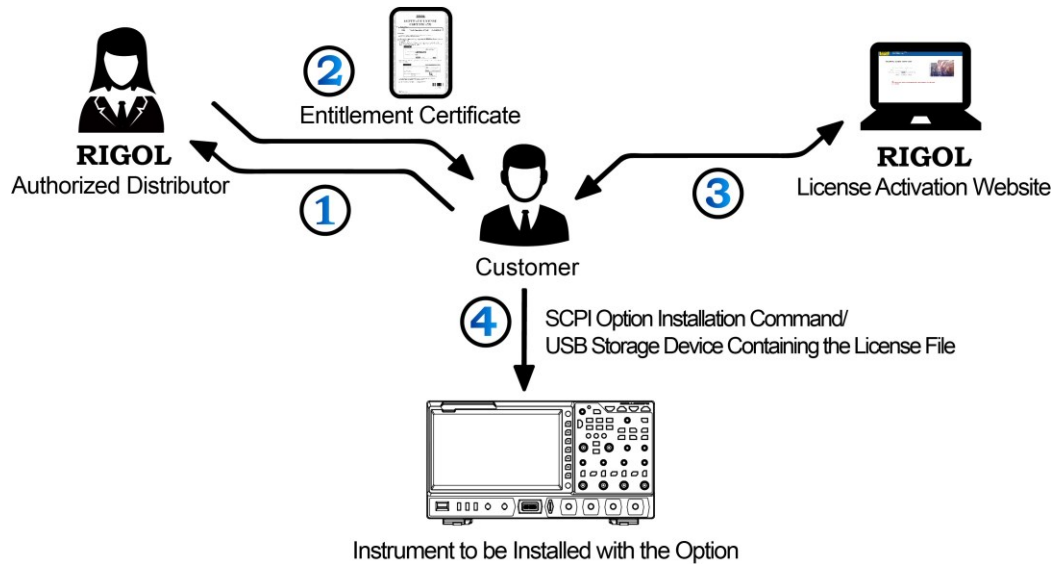 ②
Entitlement Certificate
RIGOL
Authorized Distributor
①
③
RIGOL
License Activation Website
Customer
④
SCPI Option Installation Command/
USB Storage Device Containing the License File
Instrument to be Installed with the Option